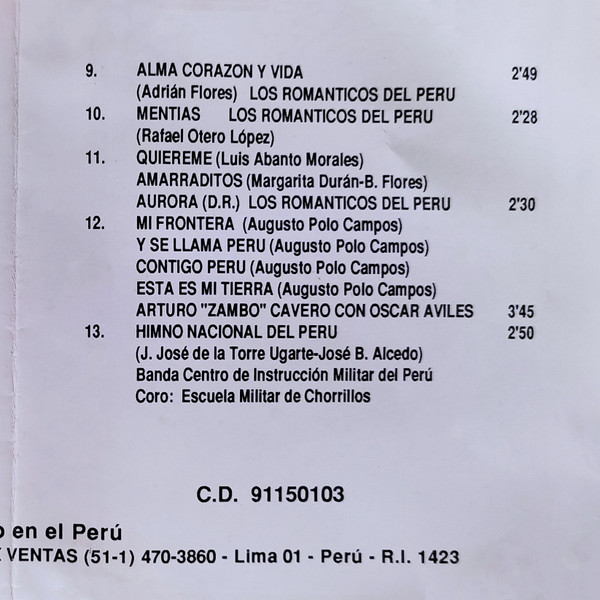 9. ALMA CORAZON Y VIDA 2'49
(Adrián Flores) LOS ROMANTICOS DEL PERU
10. MENTIAS LOS ROMANTICOS DEL PERU 2'28
(Rafael Otero López)
11. QUIEREME (Luis Abanto Morales)
AMARRADITOS (Margarita Durán-B. Flores)
AURORA (D.R.) LOS ROMANTICOS DEL PERU 2'30
12. MI FRONTERA (Augusto Polo Campos)
Y SE LLAMA PERU (Augusto Polo Campos)
CONTIGO PERU (Augusto Polo Campos)
ESTA ES MI TIERRA (Augusto Polo Campos)
ARTURO "ZAMBO" CAVERO CON OSCAR AVILES 3'45
13. HIMNO NACIONAL DEL PERU 2'50
(J. José de la Torre Ugarte-José B. Alcedo)
Banda Centro de Instrucción Militar del Perú
Coro: Escuela Militar de Chorrillos
C.D. 91150103
en el Perú
VENTAS (51-1) 470-3860 - Lima 01 - Perú - R.I. 1423